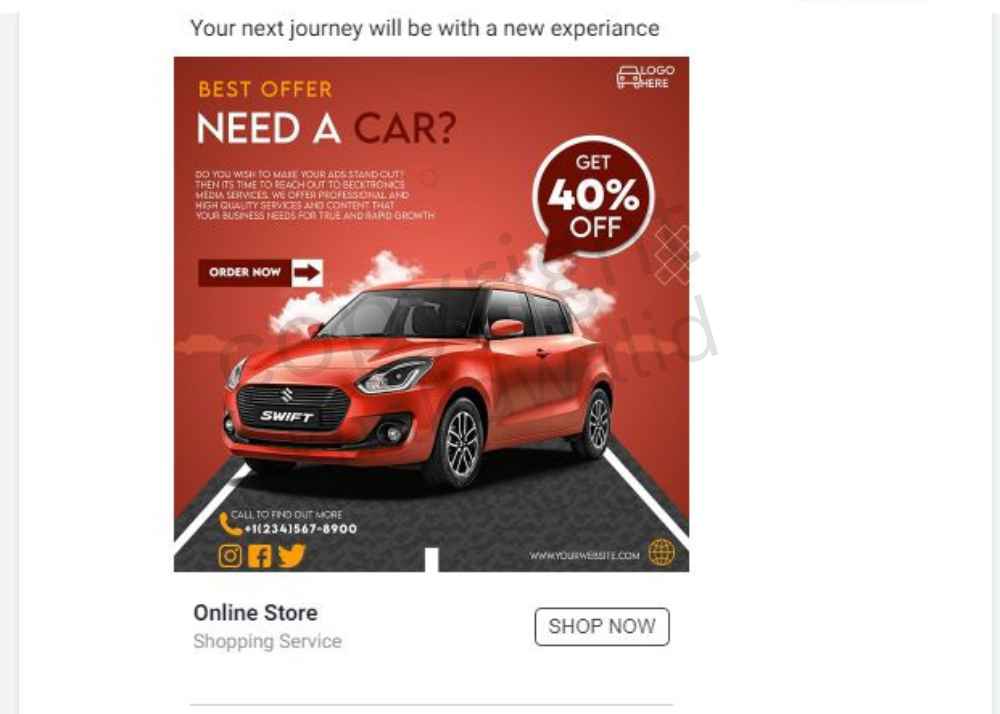 Your next journey will be with a new experiance
BEST OFFER
NEED A CAR?
LOGO
HERE
DO YOU WISH TO MAKE YOUR ADS STAND OUT?
THEN ITS TIME TO REACH OUT TO BECKTRONICS
MEDIA SERVICES. WE OFFER PROFESSIONAL AND
HIGH QUALITY SERVICES AND CONTENT THAT
YOUR BUSINESS NEEDS FOR TRUE AND RAPID GROWTH
GET
40%
OFF
ORDER NOW
copyright
SWIFT
CALL TO FIND OUT MORE
+1(234)567-8900
WWW.YOURWEBSITE.COM
Online Store
Shopping Service
SHOP NOW